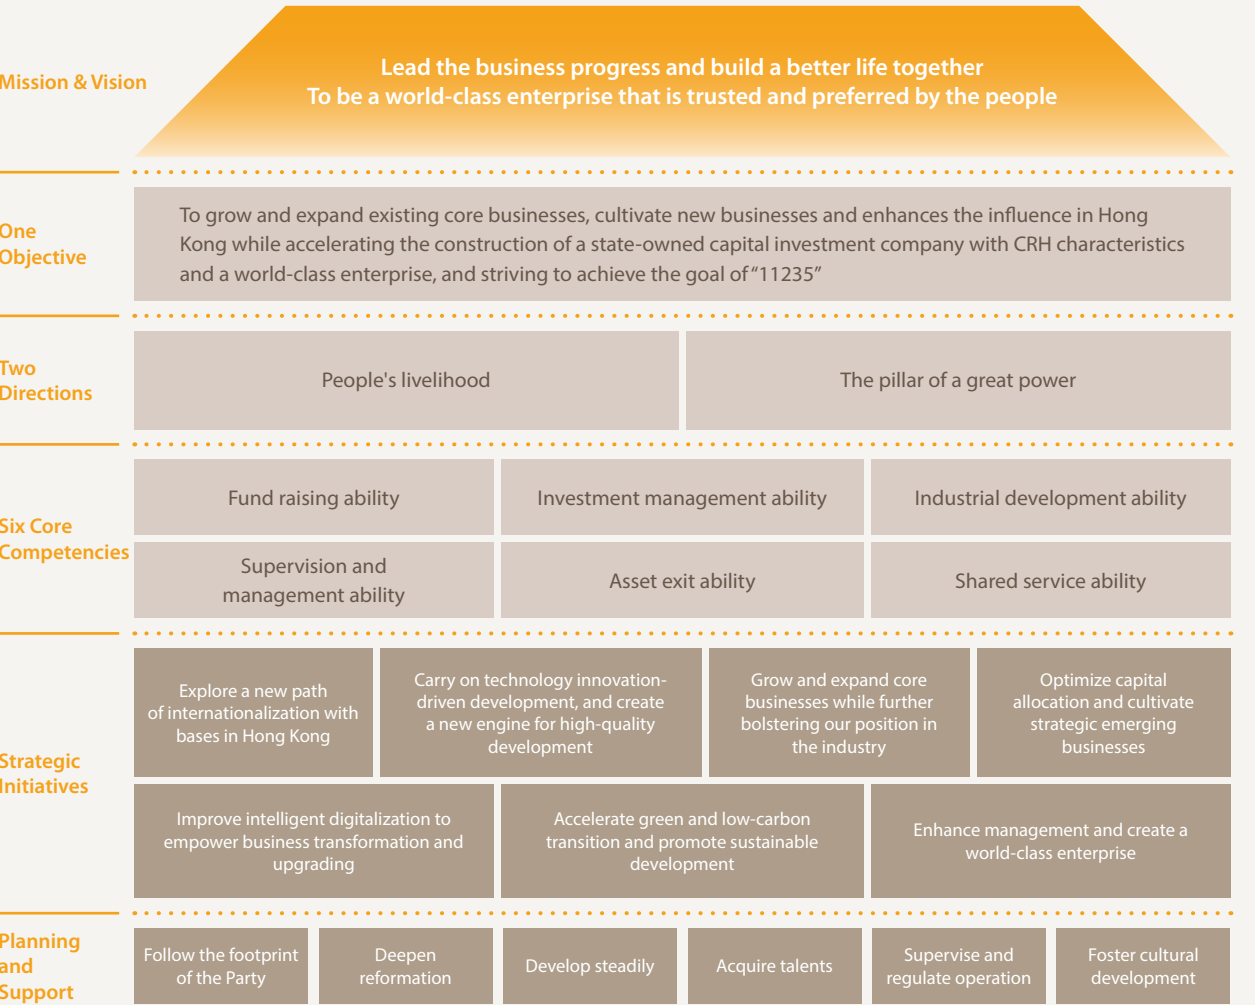 Mission & Vision
Lead the business progress and build a better life together
To be a world-class enterprise that is trusted and preferred by the people
One
Objective
To grow and expand existing core businesses, cultivate new businesses and enhances the influence in Hong
Kong while accelerating the construction of a state-owned capital investment company with CRH characteristics
and a world-class enterprise, and striving to achieve the goal of “11235”
Two
Directions
People's livelihood
The pillar of a great power
Six Core
Competencies
Fund raising ability
Investment management ability
Industrial development ability
Supervision and
management ability
Asset exit ability
Shared service ability
Strategic
Initiatives
Explore a new path
of internationalization with
bases in Hong Kong
Carry on technology innovation-
driven development, and create
a new engine for high-quality
development
Grow and expand core
businesses while further
bolstering our position in
the industry
Optimize capital
allocation and cultivate
strategic emerging
businesses
Improve intelligent digitalization to
empower business transformation and
upgrading
Accelerate green and low-carbon
transition and promote sustainable
development
Enhance management and create a
world-class enterprise
Planning
and
Support
Follow the footprint
of the Party
Deepen
reformation
Develop steadily
Acquire talents
Supervise and
regulate operation
Foster cultural
development